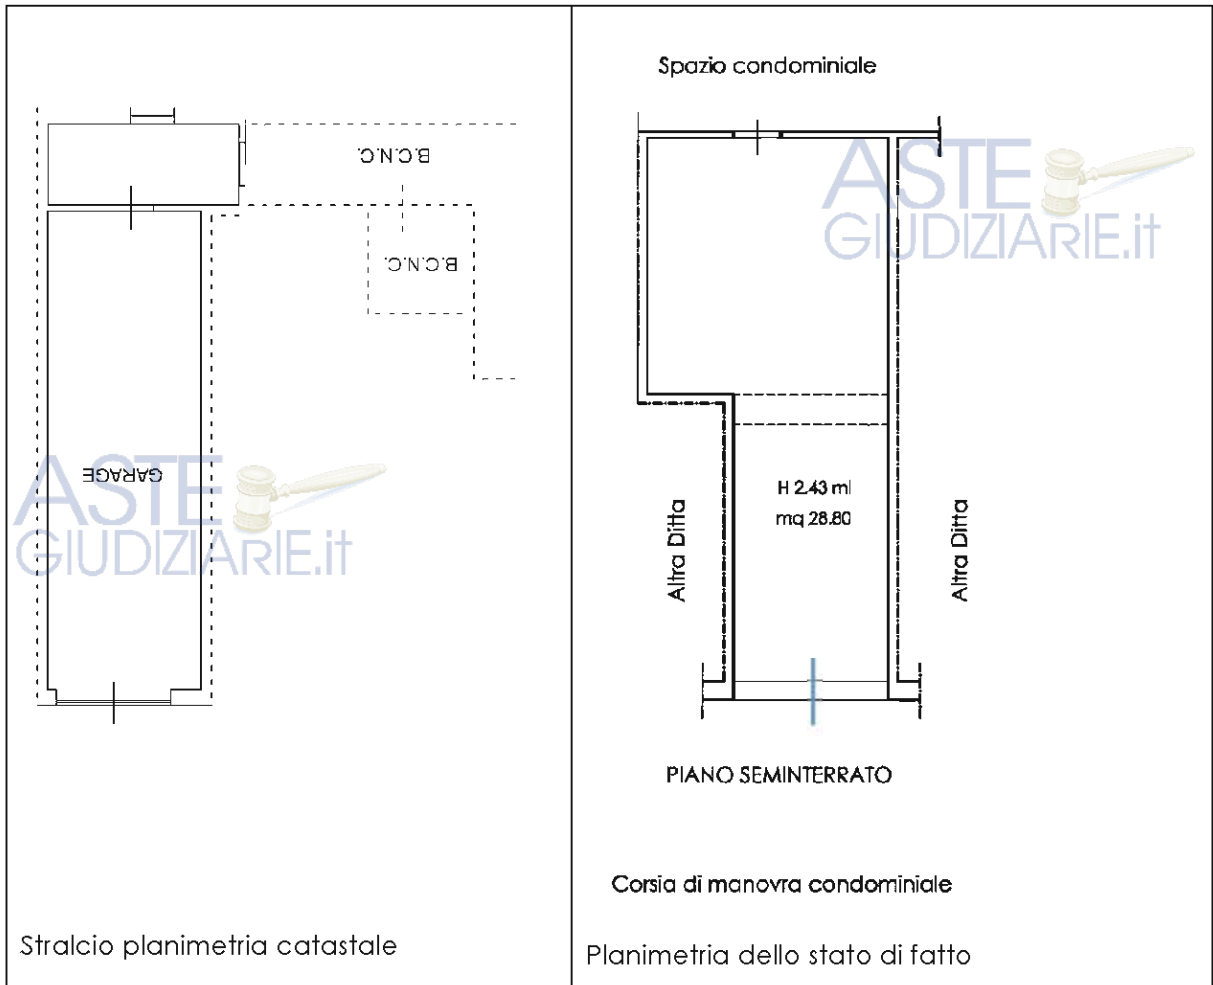 B.C.N.C.
B.C.N.C.
GARAGE
ASTE
GIUDIZIARIE.it
Stralcio planimetria catastale
Spazio condominiale
ASTE
GIUDIZIARIE.it
H 2.43 ml
mq 28.80
Altra Ditta
Altra Ditta
PIANO SEMINTERRATO
Corsia di manovra condominiale
Planimetria dello stato di fatto